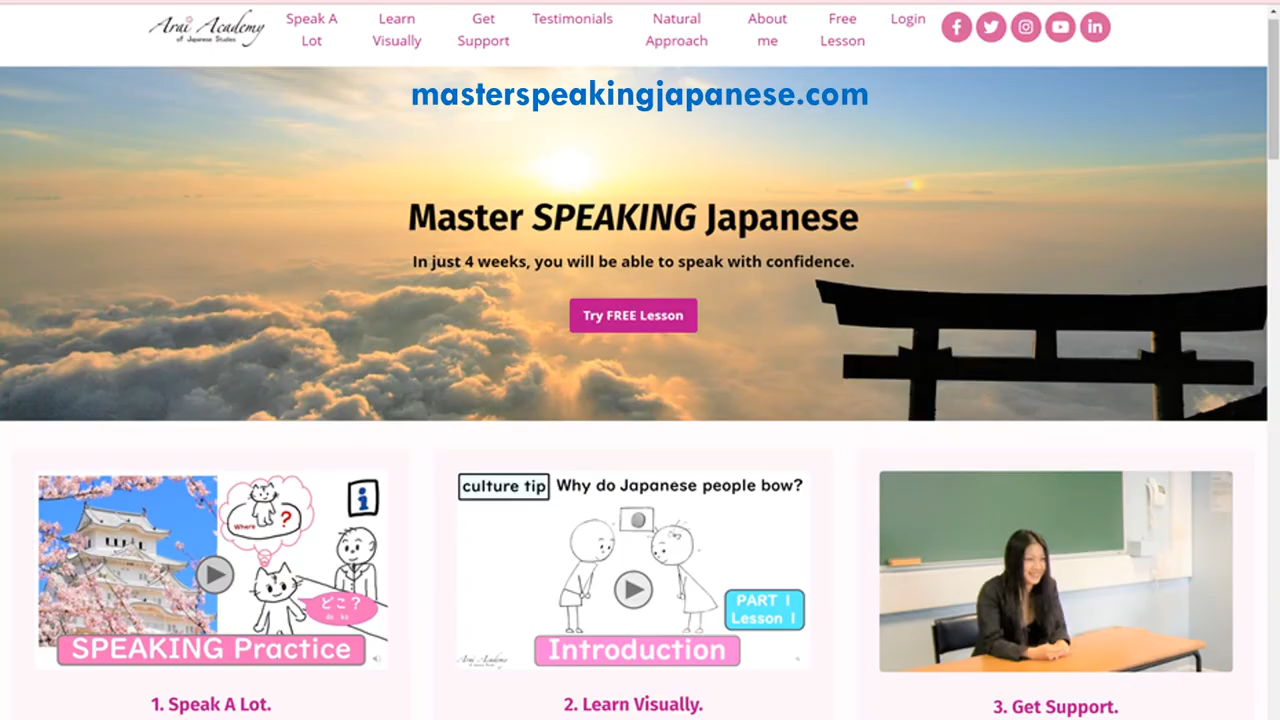 Arai Academy
of Japanese Studies
Speak A
Lot
Learn
Visually
Get
Support
Testimonials
Natural
Approach
About
me
Free
Lesson
Login
masterspeakingjapanese.com
Master SPEAKING Japanese
In just 4 weeks, you will be able to speak with confidence.
Try FREE Lesson
Where
?
i
どこ?
do ko
SPEAKING Practice
1. Speak A Lot.
culture tip Why do Japanese people bow?
PART 1
Lesson 1
Introduction
Arai Academy
2. Learn Visually.
3. Get Support.